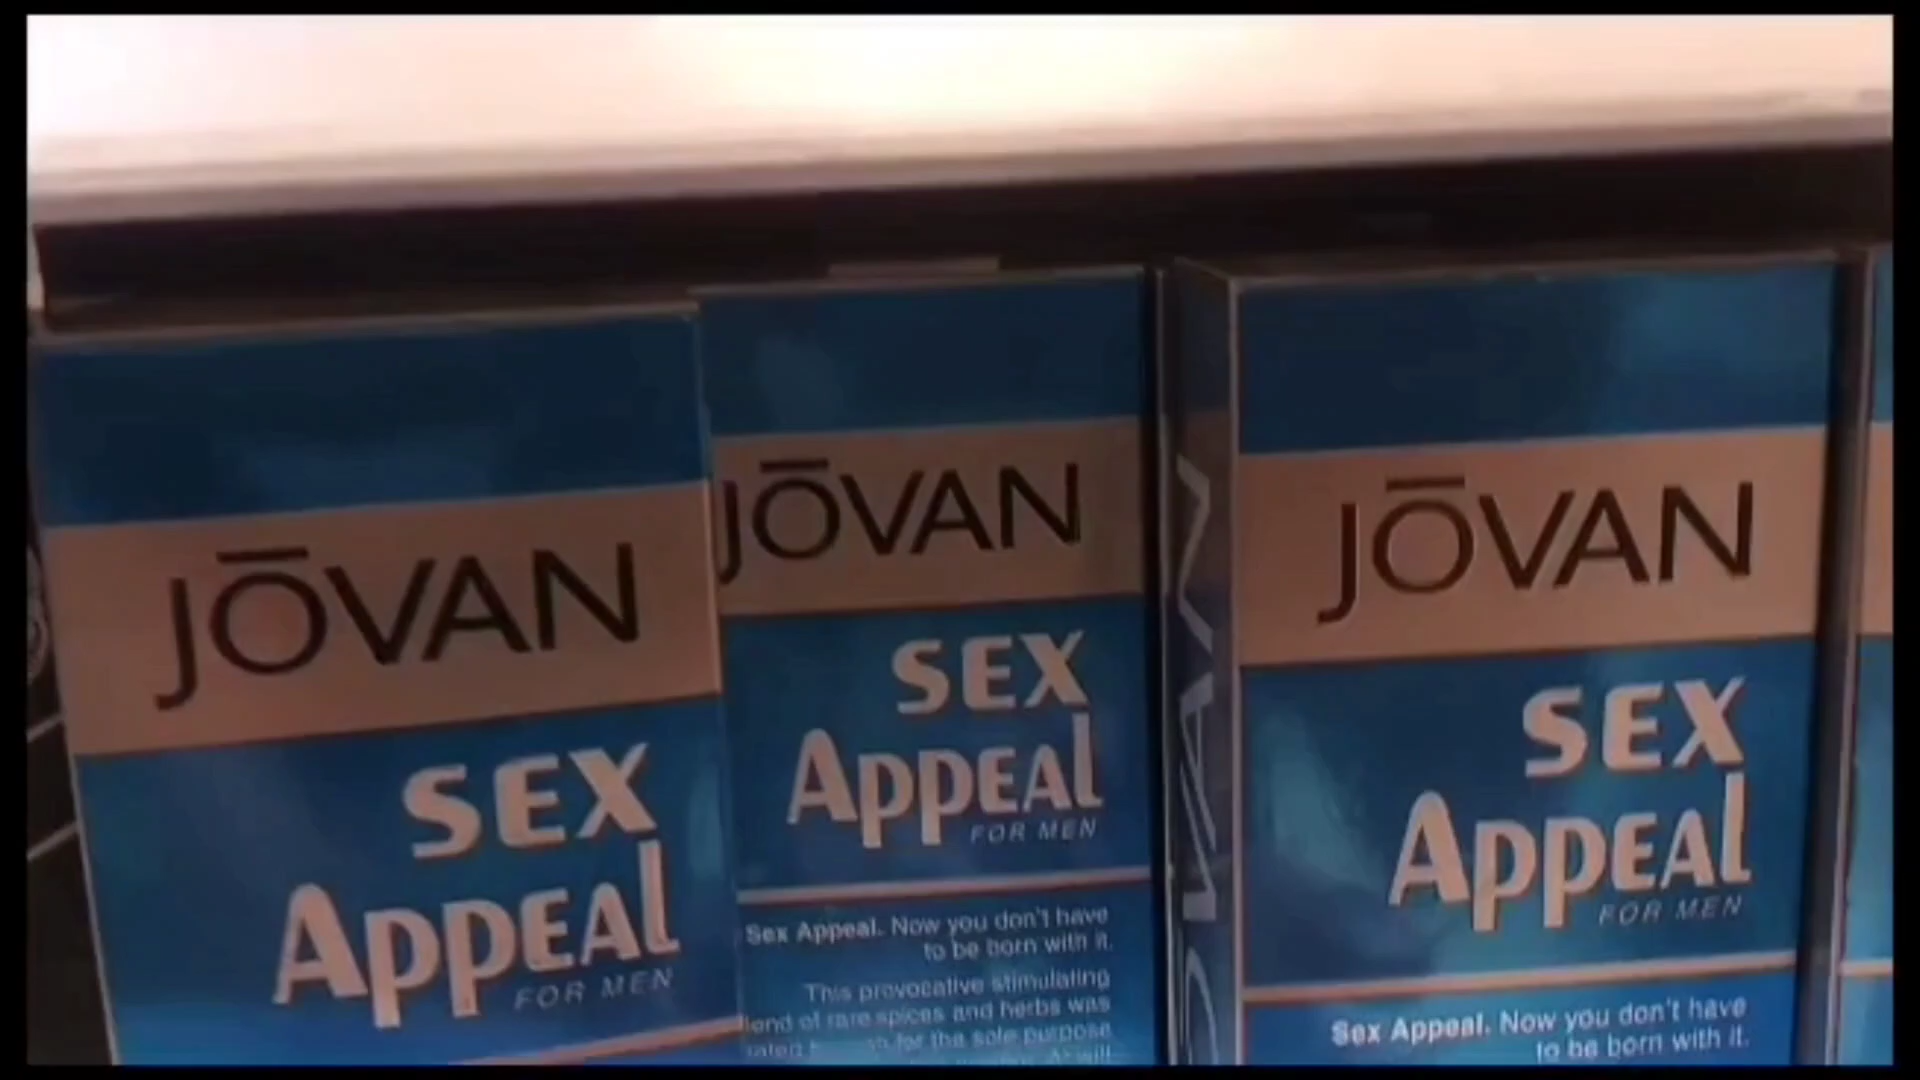 JŌVAN
SEX
Appeal
FOR MEN
JŌVAN
SEX
Appeal
FOR MEN
Sex Appeal. Now you don't have
to be born with it.
This provocative stimulating
of rare spices and herbs was
for the sole purpose
JŌVAN
JŌVAN
SEX
Appeal
FOR MEN
Sex Appeal. Now you don't have
to be born with it.